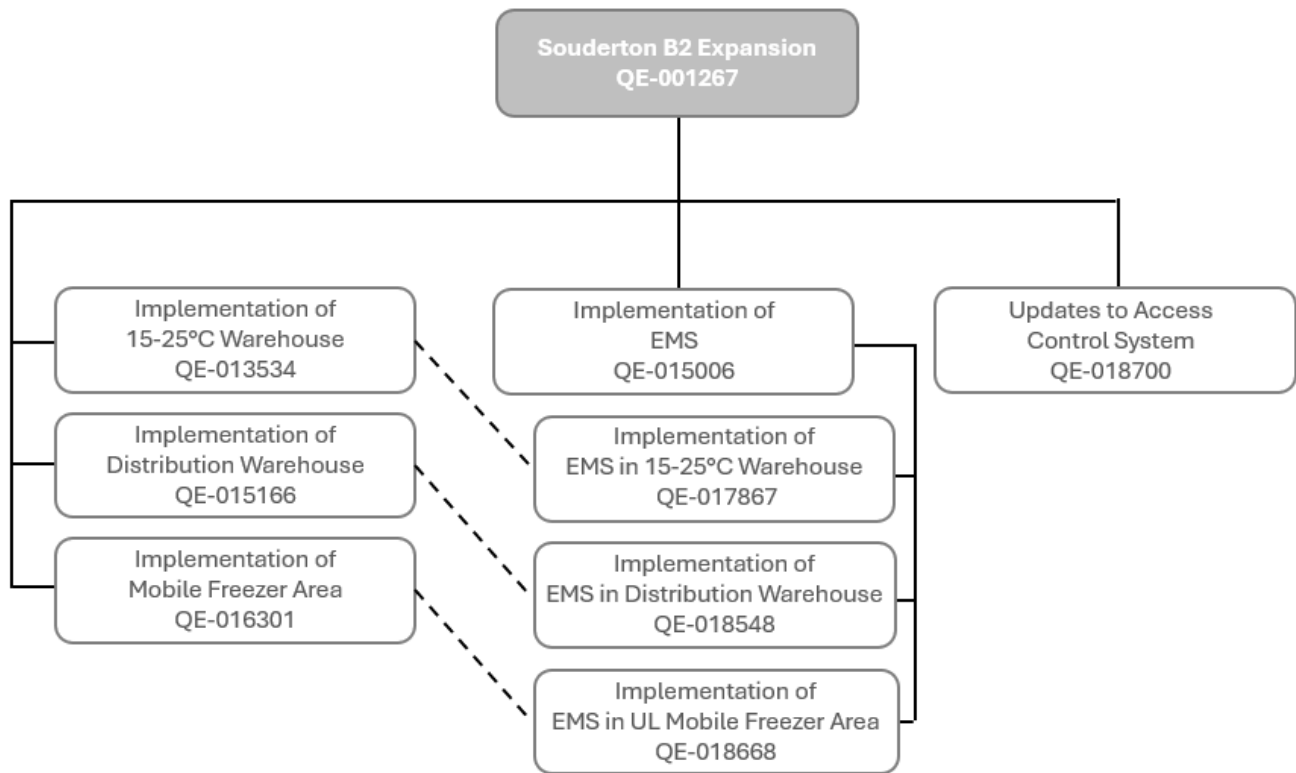 Souderton B2 Expansion
QE-001267
Implementation of
15-25°C Warehouse
QE-013534
Implementation of
Distribution Warehouse
QE-015166
Implementation of
Mobile Freezer Area
QE-016301
Implementation of
EMS
QE-015006
Implementation of
EMS in 15-25°C Warehouse
QE-017867
Implementation of
EMS in Distribution Warehouse
QE-018548
Implementation of
EMS in UL Mobile Freezer Area
QE-018668
Updates to Access
Control System
QE-018700